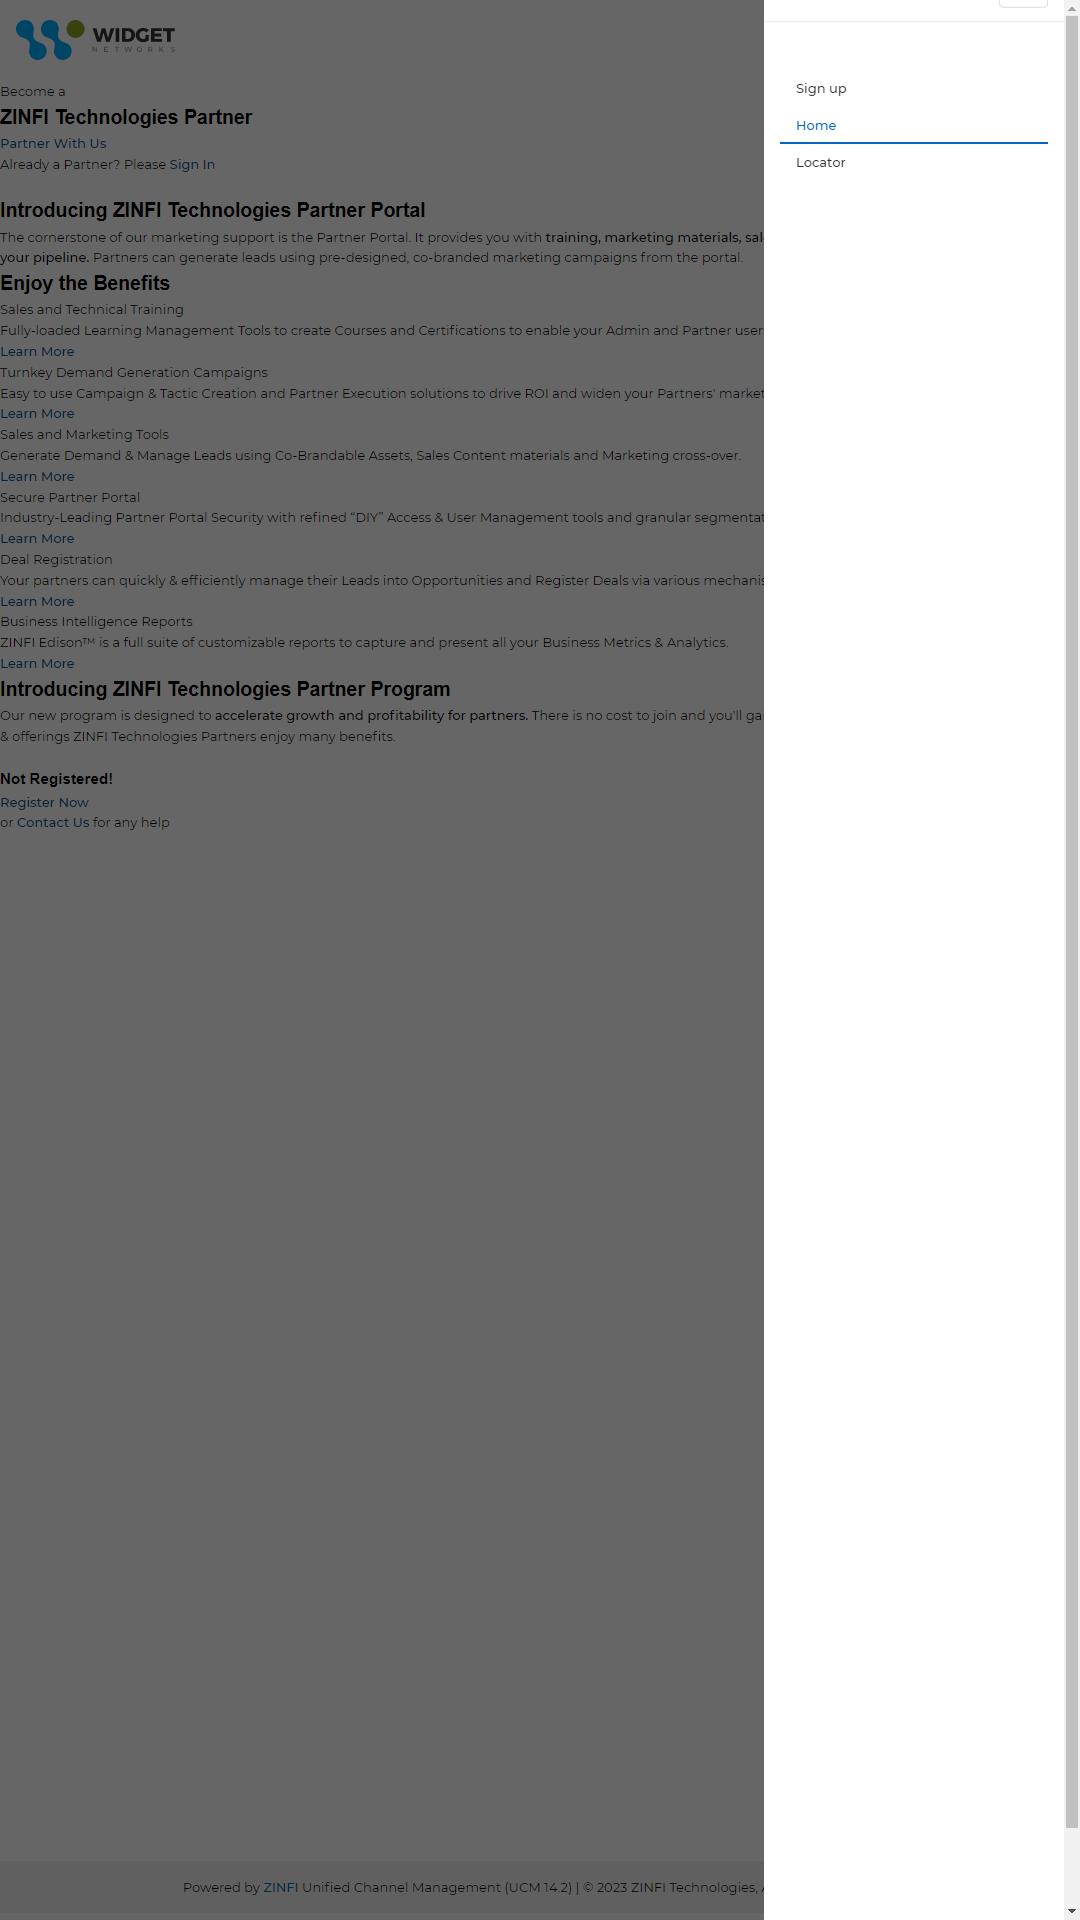 WIDGET
NETWORKS
Become a
ZINFI Technologies Partner
Partner With Us
Already a Partner? Please Sign In
Introducing ZINFI Technologies Partner Portal
The cornerstone of our marketing support is the Partner Portal. It provides you with training, marketing materials,
your pipeline. Partners can generate leads using pre-designed, co-branded marketing campaigns from the portal.
Enjoy the Benefits
Sales and Technical Training
Fully-loaded Learning Management Tools to create Courses and Certifications to enable your Admin and Partner
Learn More
Turnkey Demand Generation Campaigns
Easy to use Campaign & Tactic Creation and Partner Execution solutions to drive ROI and widen your Partners' market
Learn More
Sales and Marketing Tools
Generate Demand & Manage Leads using Co-Brandable Assets, Sales Content materials and Marketing cross-over.
Learn More
Secure Partner Portal
Industry-Leading Partner Portal Security with refined “DIY” Access & User Management tools and granular
Learn More
Deal Registration
Your partners can quickly & efficiently manage their Leads into Opportunities and Register Deals via various
Learn More
Business Intelligence Reports
ZINFI Edison™ is a full suite of customizable reports to capture and present all your Business Metrics & Analytics.
Learn More
Introducing ZINFI Technologies Partner Program
Our new program is designed to accelerate growth and profitability for partners. There is no cost to join and you'll
& offerings ZINFI Technologies Partners enjoy many benefits.
Not Registered!
Register Now
or Contact Us for any help
Powered by ZINFI Unified Channel Management (UCM 14.2) | © 2023 ZINFI Technologies,
Sign up
Home
Locator